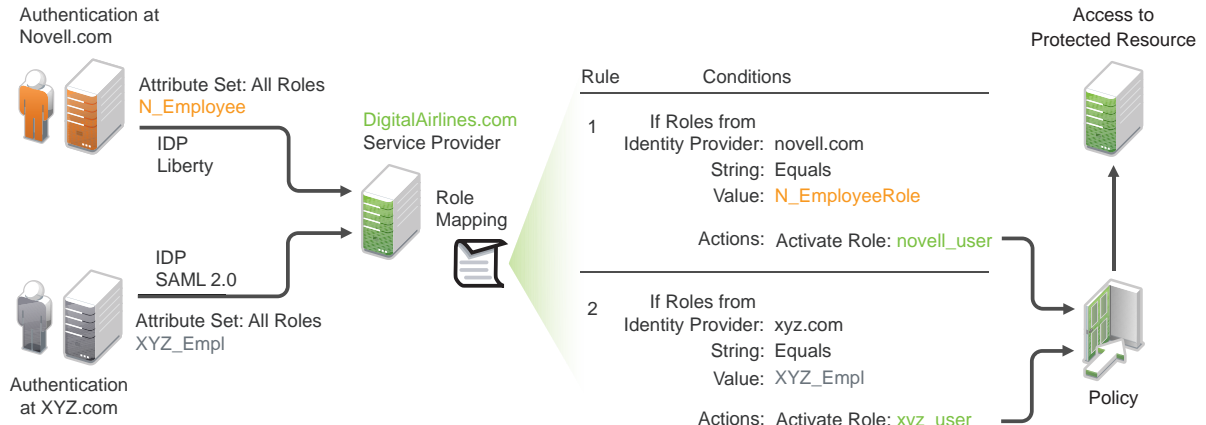 Authentication at
Novell.com
Attribute Set: All Roles
N_Employee
IDP
Liberty
DigitalAirlines.com
Service Provider
Role
Mapping
IDP
SAML 2.0
Attribute Set: All Roles
XYZ_Empl
Authentication
at XYZ.com
Rule Conditions
1 If Roles from
Identity Provider: novell.com
String: Equals
Value: N_EmployeeRole
Actions: Activate Role: novell_user
2 If Roles from
Identity Provider: xyz.com
String: Equals
Value: XYZ_Empl
Actions: Activate Role: xyz_user
Access to
Protected Resource
Policy